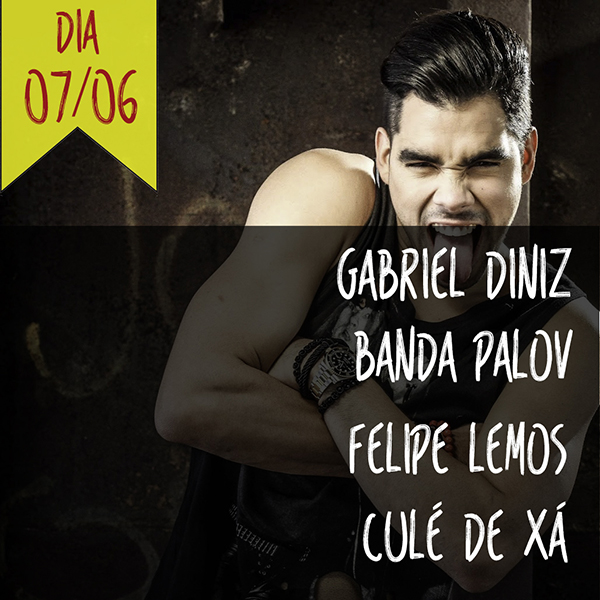 DIA
07/06
GABRIEL DINIZ
BANDA PALOV
FELIPE LEMOS
CULÉ DE XÁ